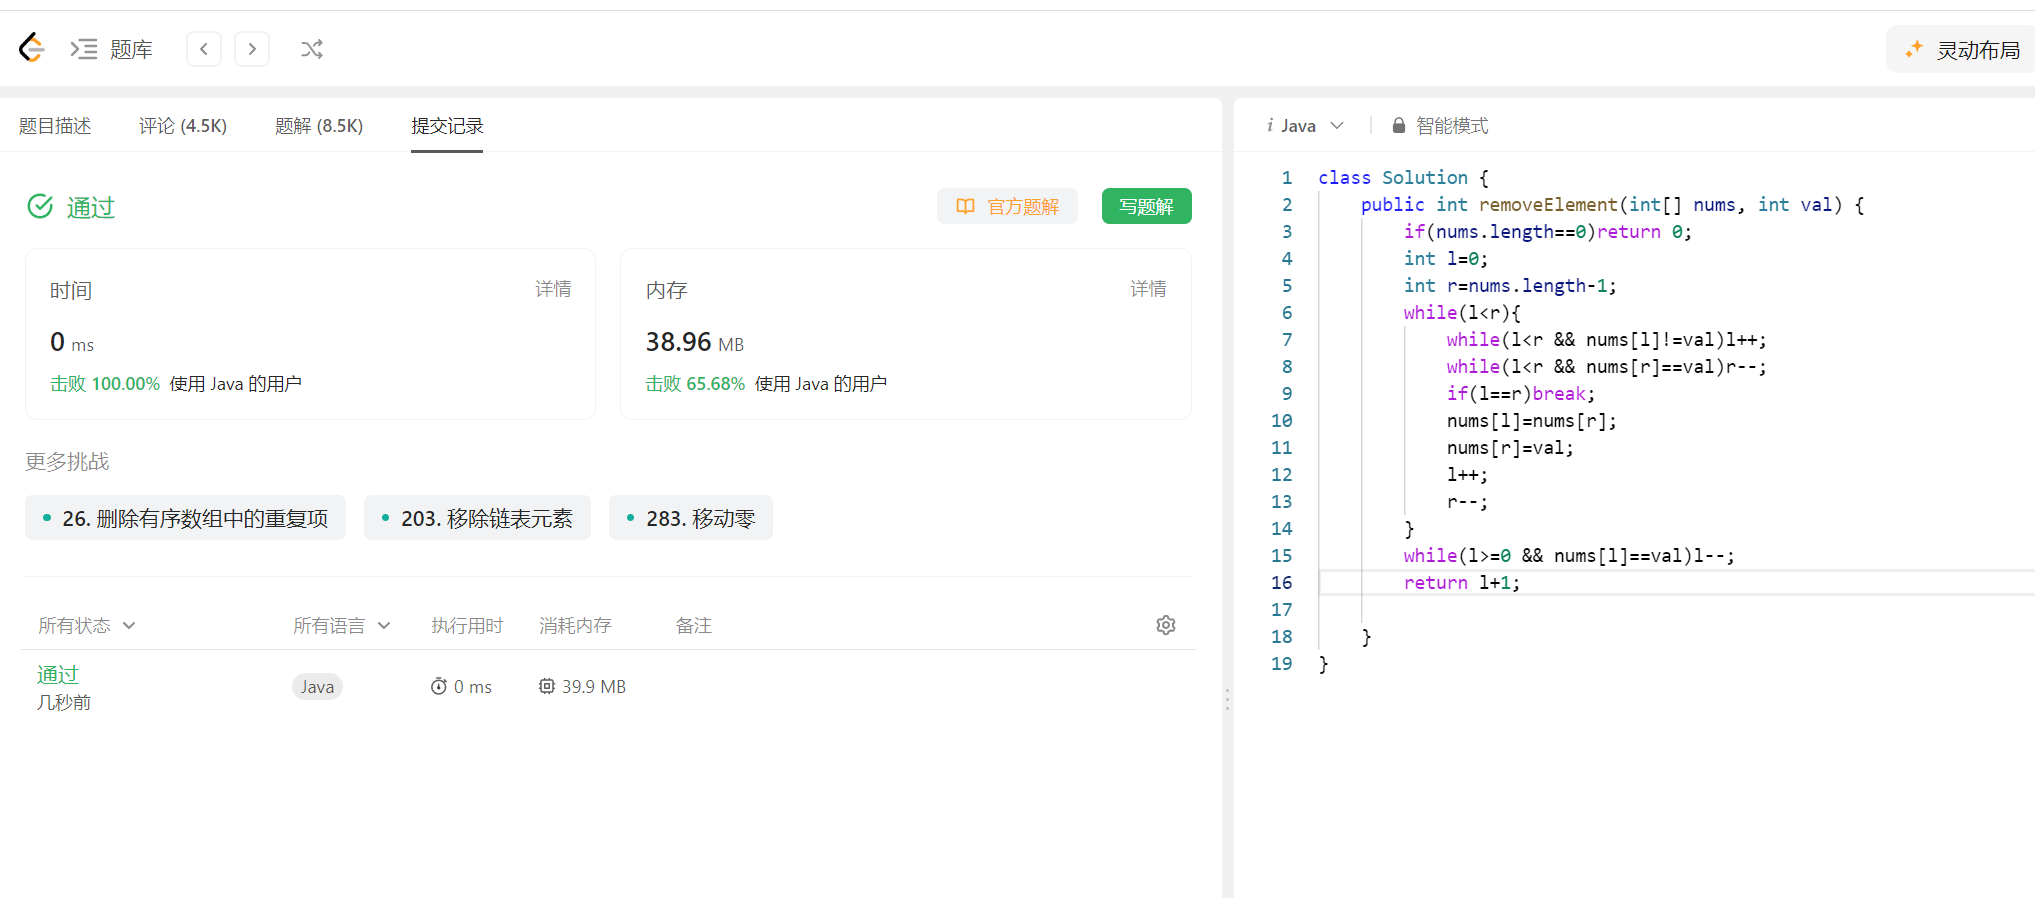 题库
灵动布局
题目描述 评论 (4.5K) 题解 (8.5K) 提交记录
通过
官方题解 写题解
时间 详情
0 ms
击败 100.00% 使用 Java 的用户
内存 详情
38.96 MB
击败 65.68% 使用 Java 的用户
更多挑战
26. 删除有序数组中的重复项 203. 移除链表元素 283. 移动零
所有状态 所有语言 执行用时 消耗内存 备注
通过 Java 0 ms 39.9 MB
几秒前
i Java 智能模式
1 class Solution {
2 public int removeElement(int[] nums, int val) {
3 if(nums.length==0)return 0;
4 int l=0;
5 int r=nums.length-1;
6 while(l<r){
7 while(l<r && nums[l]!=val)l++;
8 while(l<r && nums[r]==val)r--;
9 if(l==r)break;
10 nums[l]=nums[r];
11 nums[r]=val;
12 l++;
13 r--;
14 }
15 while(l>=0 && nums[l]==val)l--;
16 return l+1;
17
18 }
19 }